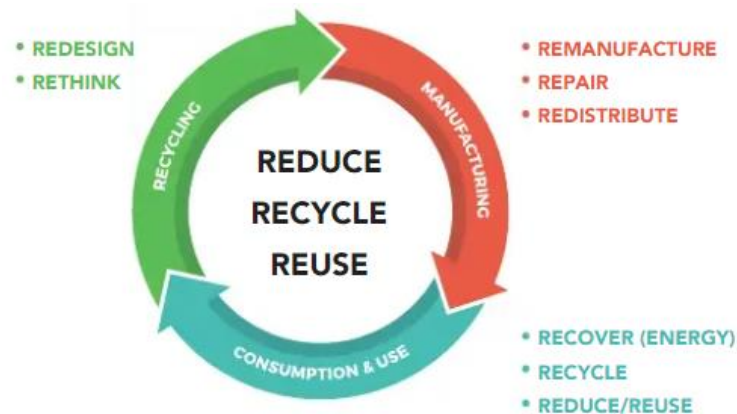 • REDESIGN
• RETHINK
• REMANUFACTURE
• REPAIR
• REDISTRIBUTE
RECYCLING
MANUFACTURING
REDUCE
RECYCLE
REUSE
CONSUMPTION & USE
• RECOVER (ENERGY)
• RECYCLE
• REDUCE/REUSE